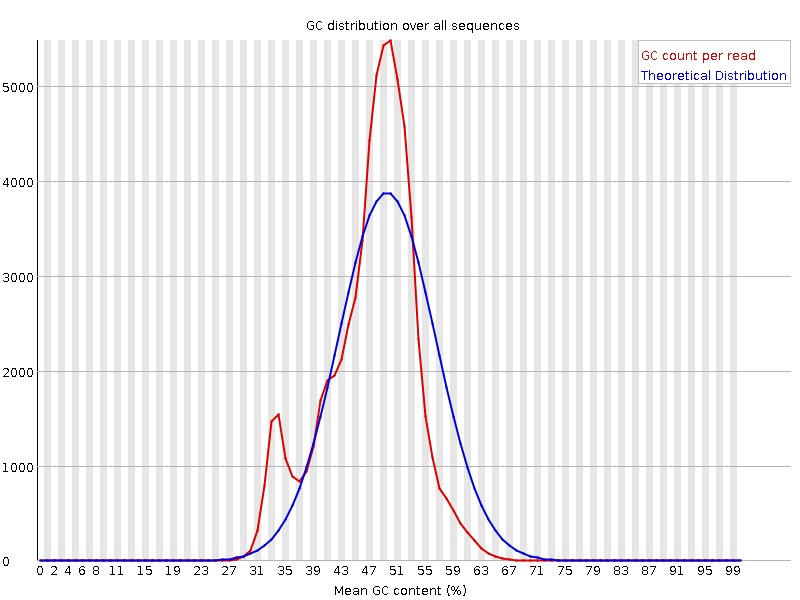 GC distribution over all sequences
GC count per read
Theoretical Distribution
5000
4000
3000
2000
1000
0
0 2 4 6 8 11 15 19 23 27 31 35 39 43 47 51 55 59 63 67 71 75 79 83 87 91 95 99
Mean GC content (%)